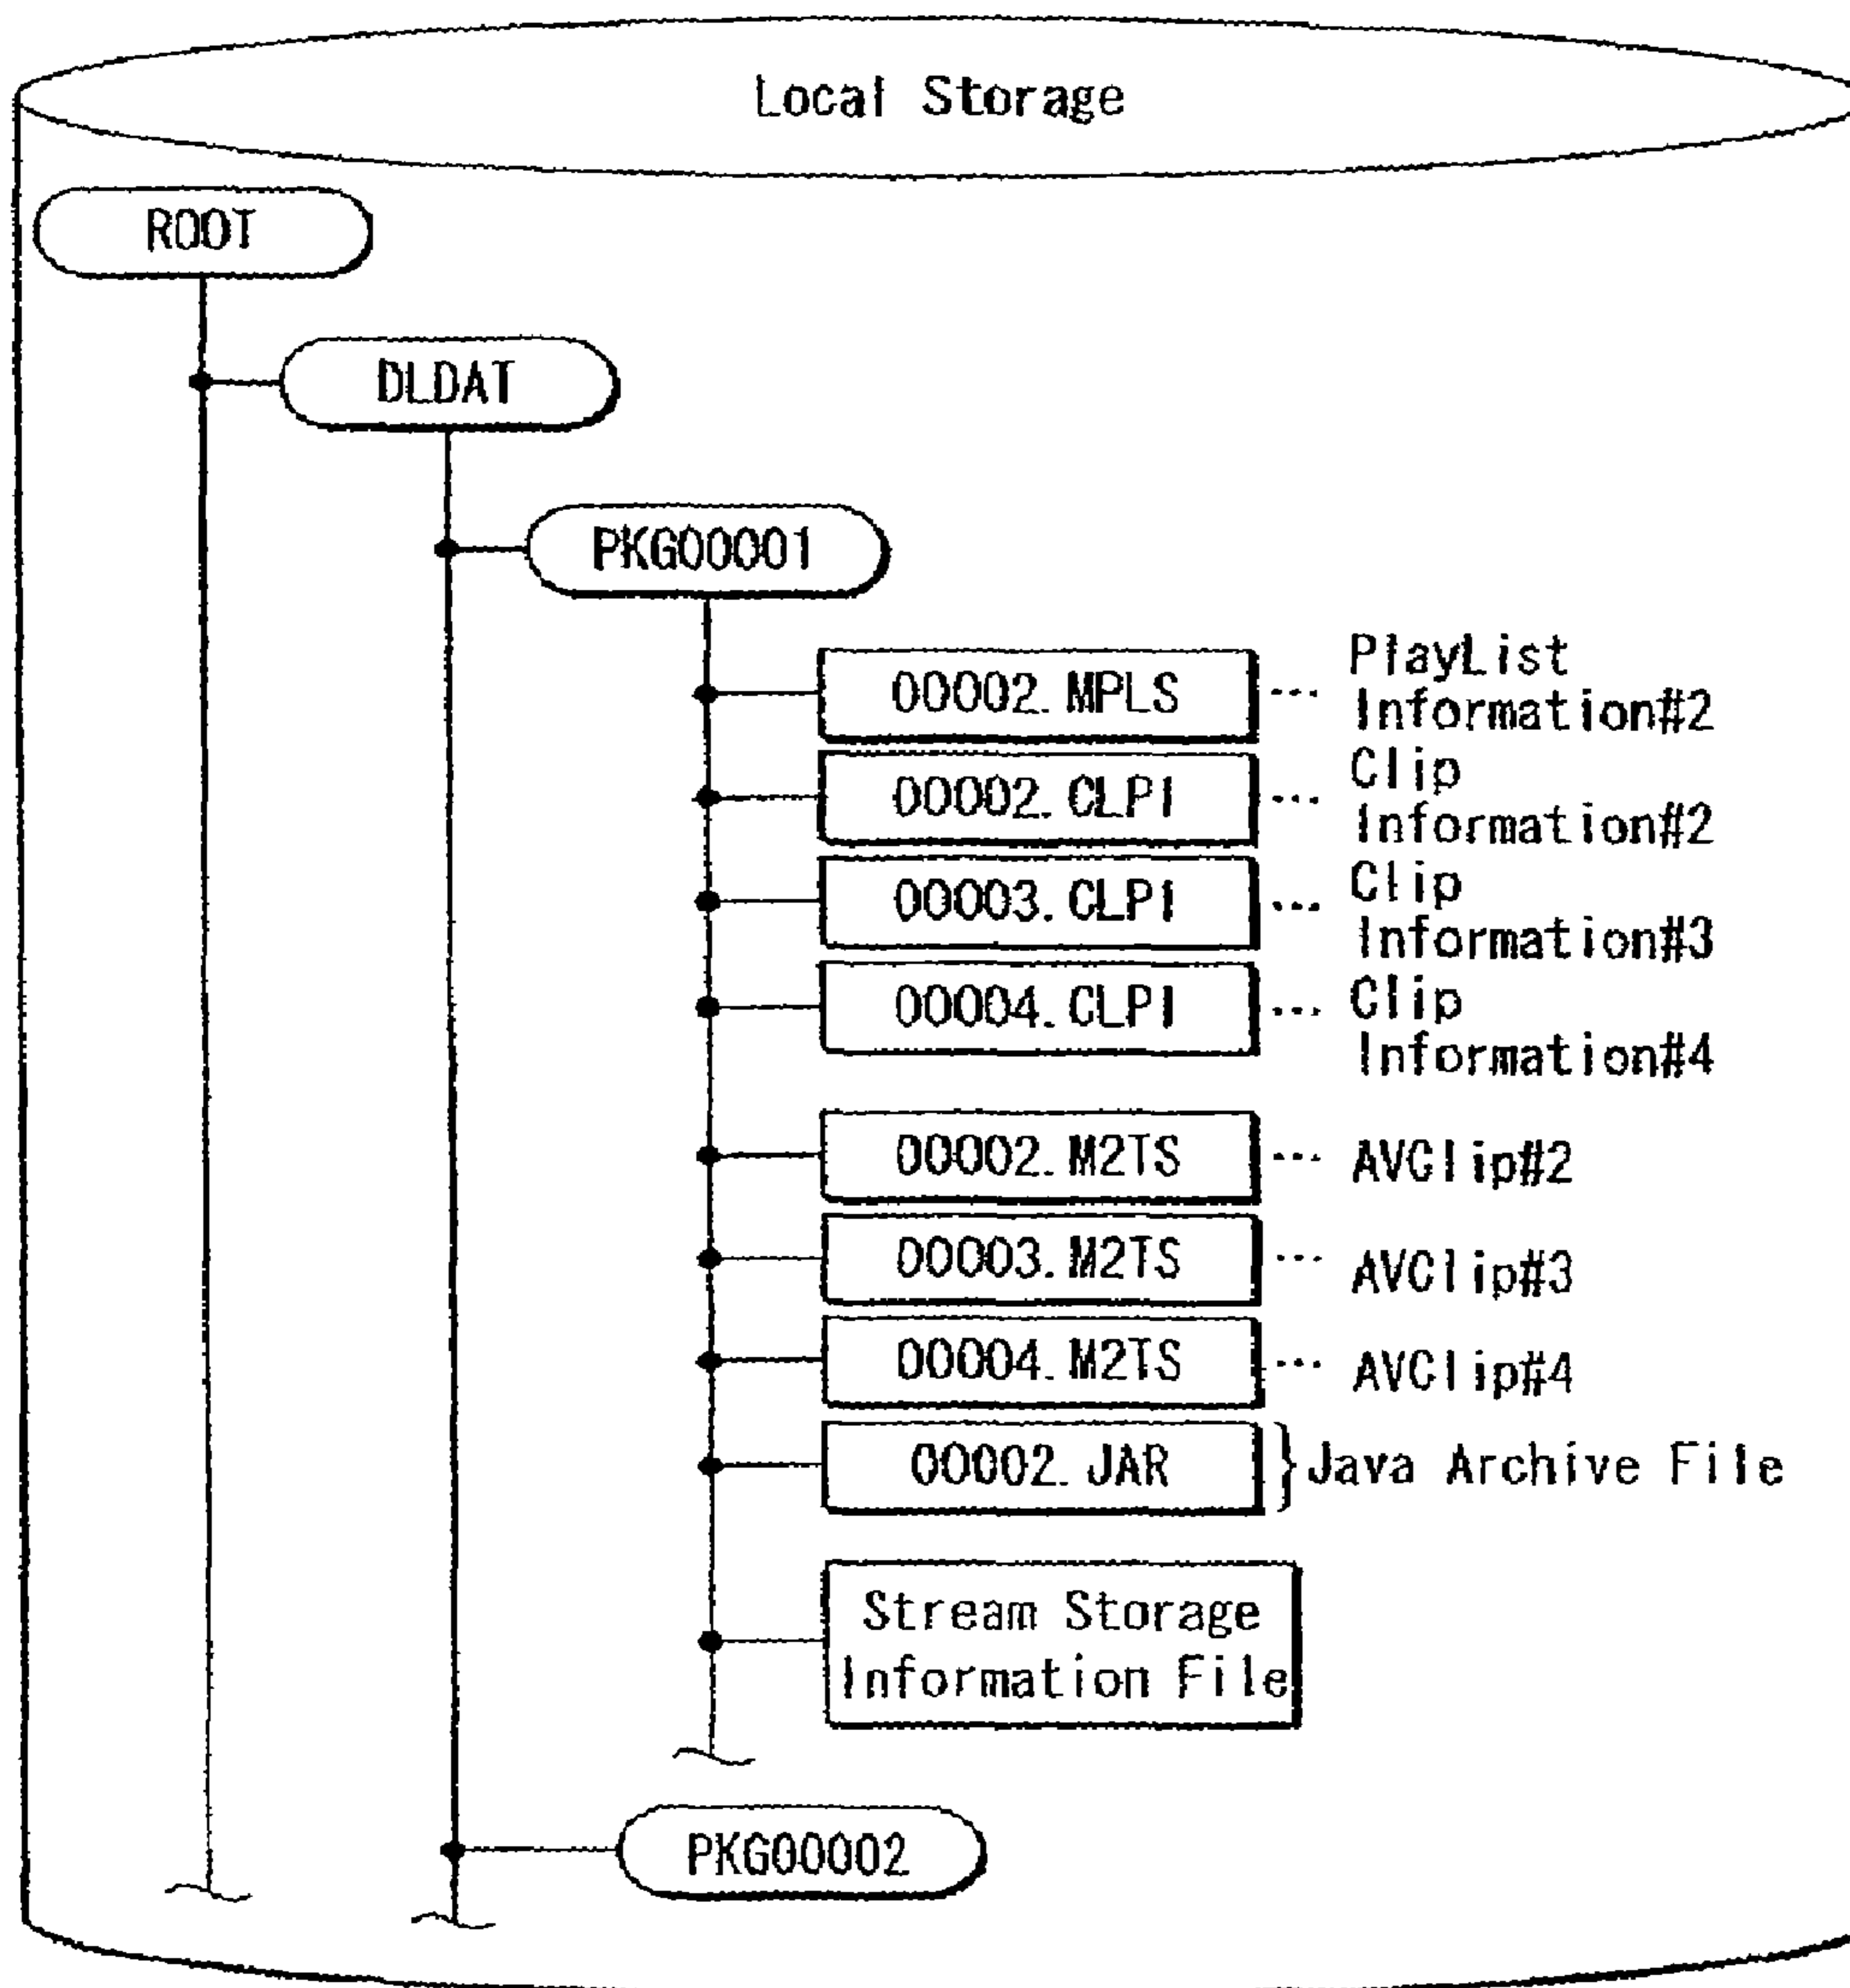 Local Storage
ROOT
DLDAT
PKG00001
00002.MPLS ... PlayList
Information#2
00002.CLPI ... Clip
Information#2
00003.CLPI ... Clip
Information#3
00004.CLPI ... Clip
Information#4
00002.M2TS ... AVClip#2
00003.M2TS ... AVClip#3
00004.M2TS ... AVClip#4
00002.JAR }Java Archive File
Stream Storage
Information File
PKG00002